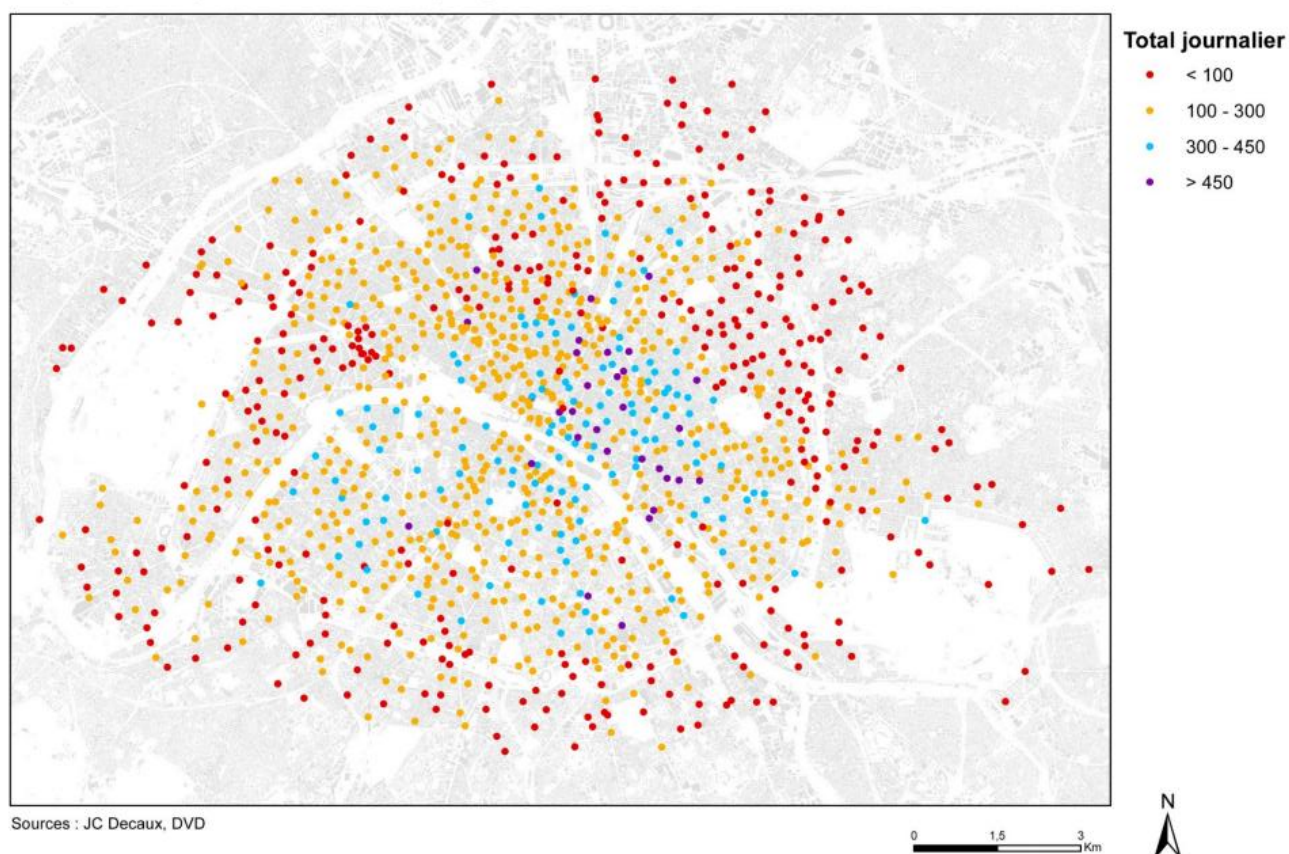 Total journalier
< 100
100 - 300
300 - 450
> 450
Sources : JC Decaux, DVD
N
0 1,5 3
Km